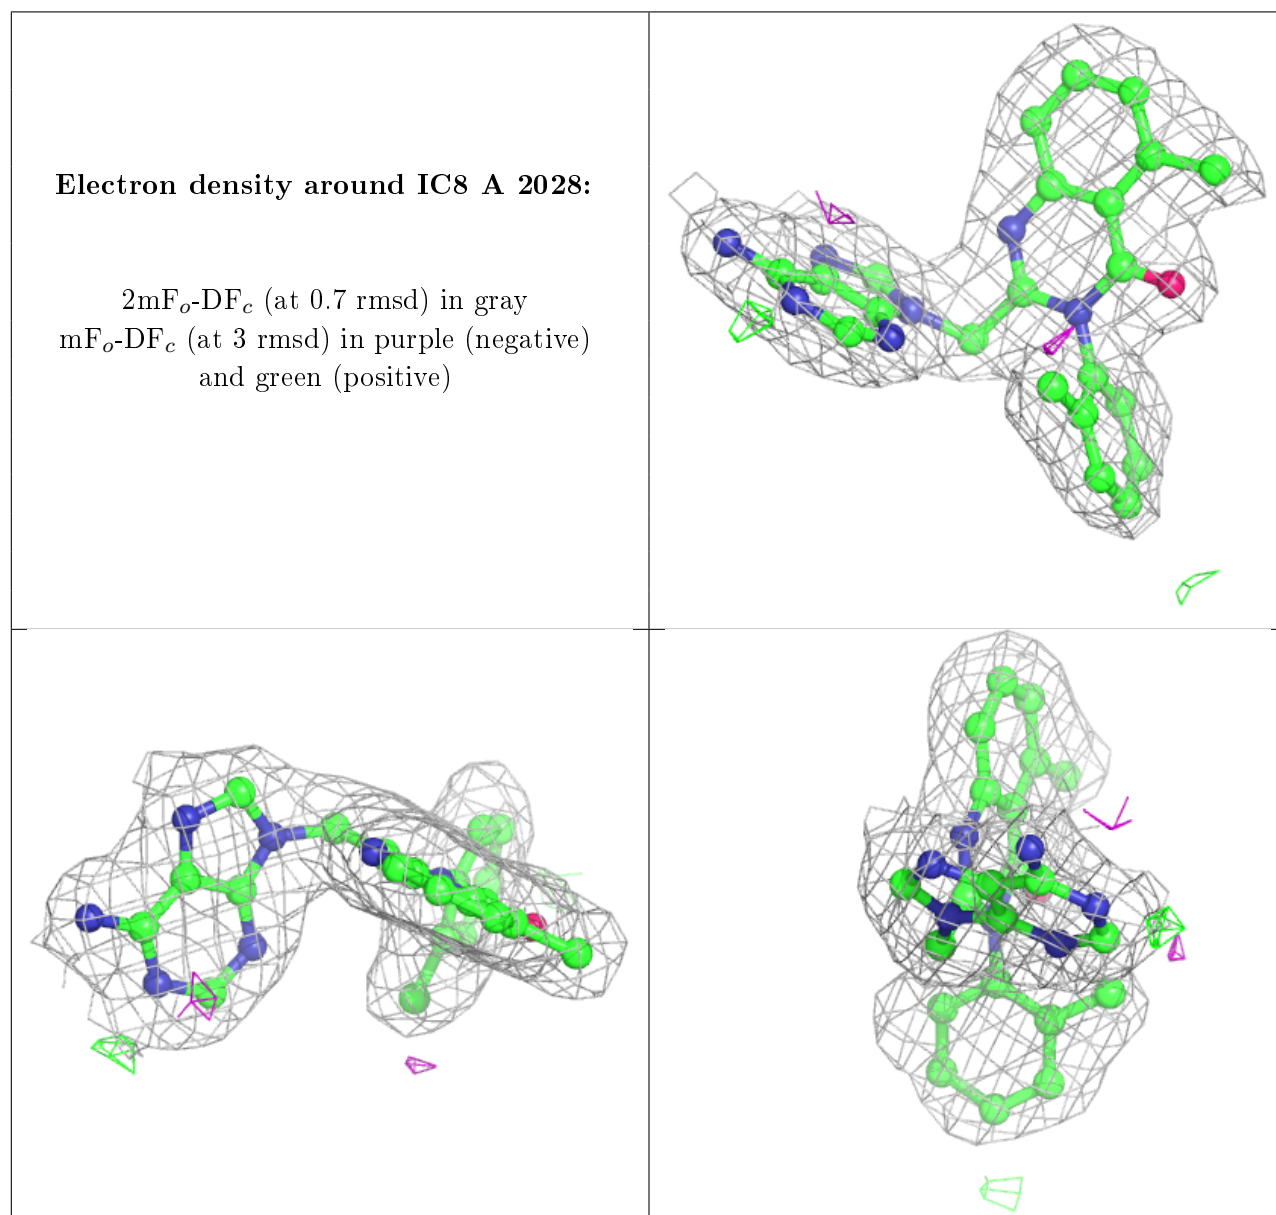 Electron density around IC8 A 2028:
2mFo-DFc (at 0.7 rmsd) in gray
mFo-DFc (at 3 rmsd) in purple (negative)
and green (positive)